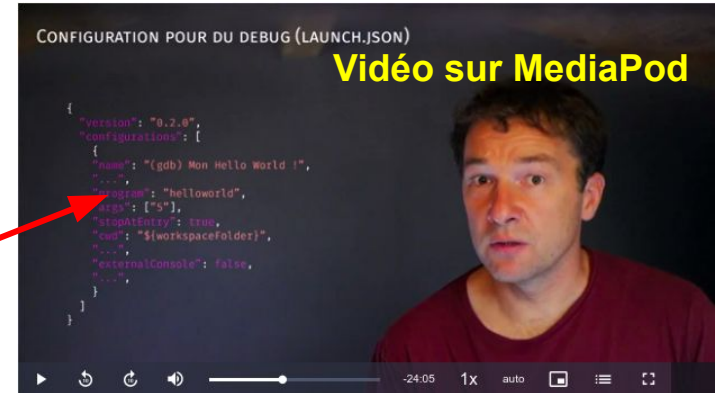 CONFIGURATION POUR DU DEBUG (LAUNCH.JSON)
Vidéo sur MediaPod
{
"version": "0.2.0",
"configurations": [
{
"name": "(gdb) Mon Hello World !",
"...",
"program": "helloworld",
"args": ["5"],
"stopAtEntry": true,
"cwd": "${workspaceFolder}",
"...",
"externalConsole": false,
"...",
}
]
}
-24:05 1x auto